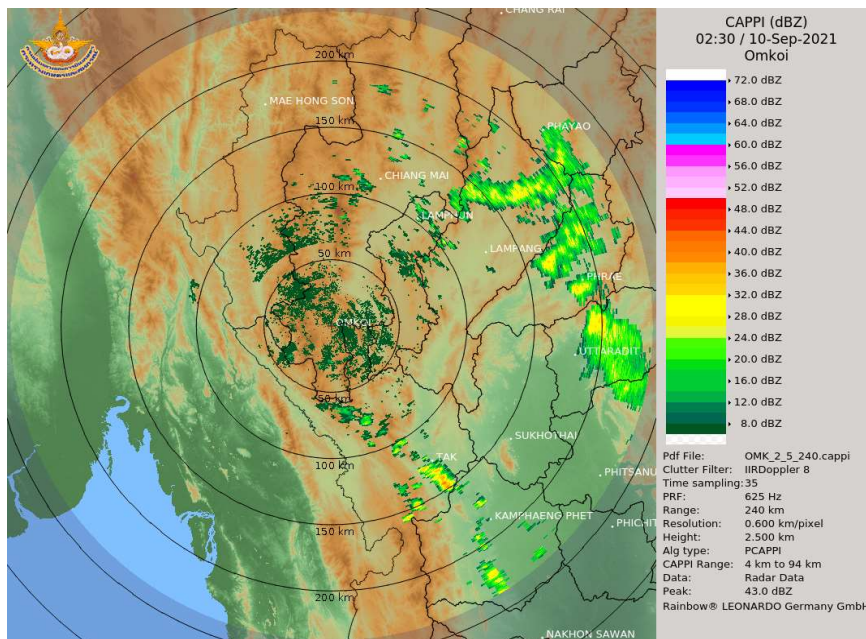 CHANG RAI
200 km
MAE HONG SON
150 km
PHAYAO
CHIANG MAI
100 km
LAMPHUN
LAMPANG
50 km
PHRAE
OMKOI
UTTARADIT
50 km
SUKHOTHAI
TAK
100 km
PHITSANU
KAMPHAENG PHET
PHICHIT
150 km
200 km
NAKHON SAWAN
CAPPI (dBZ)
02:30 / 10-Sep-2021
Omkoi
72.0 dBZ
68.0 dBZ
64.0 dBZ
60.0 dBZ
56.0 dBZ
52.0 dBZ
48.0 dBZ
44.0 dBZ
40.0 dBZ
36.0 dBZ
32.0 dBZ
28.0 dBZ
24.0 dBZ
20.0 dBZ
16.0 dBZ
12.0 dBZ
8.0 dBZ
Pdf File: OMK_2_5_240.cappi
Clutter Filter: IIRDoppler 8
Time sampling: 35
PRF: 625 Hz
Range: 240 km
Resolution: 0.600 km/pixel
Height: 2.500 km
Alg type: PCAPPI
CAPPI Range: 4 km to 94 km
Data: Radar Data
Peak: 43.0 dBZ
Rainbow® LEONARDO Germany GmbH